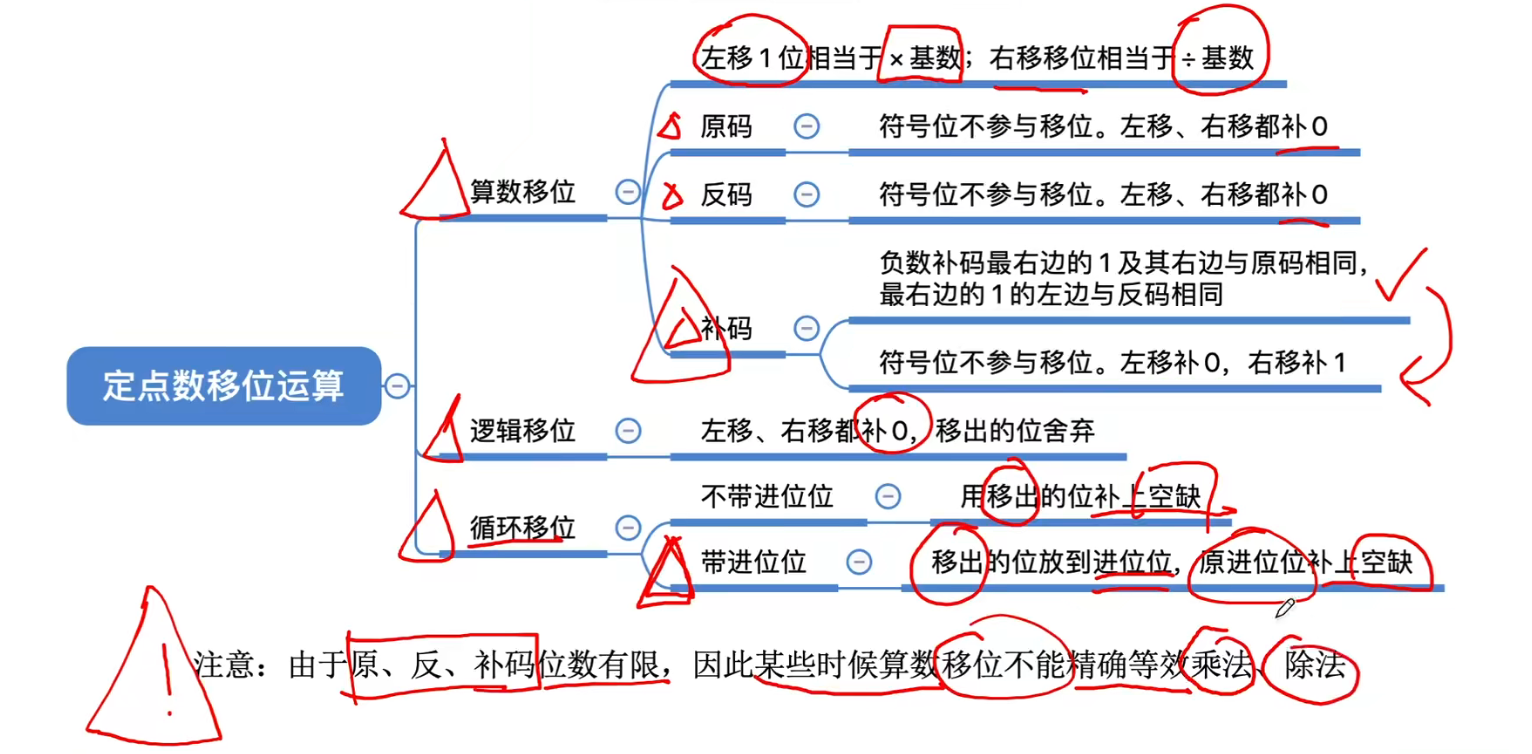 左移1位相当于×基数；右移移位相当于÷基数
原码
符号位不参与移位。左移、右移都补0
算数移位
反码
符号位不参与移位。左移、右移都补0
负数补码最右边的1及其右边与原码相同，
最右边的1的左边与反码相同
补码
符号位不参与移位。左移补0，右移补1
定点数移位运算
逻辑移位
左移、右移都补0，移出的位舍弃
不带进位位
用移出的位补上空缺
循环移位
带进位位
移出的位放到进位位，原进位位补上空缺
注意：由于原、反、补码位数有限，因此某些时候算数移位不能精确等效乘法、除法